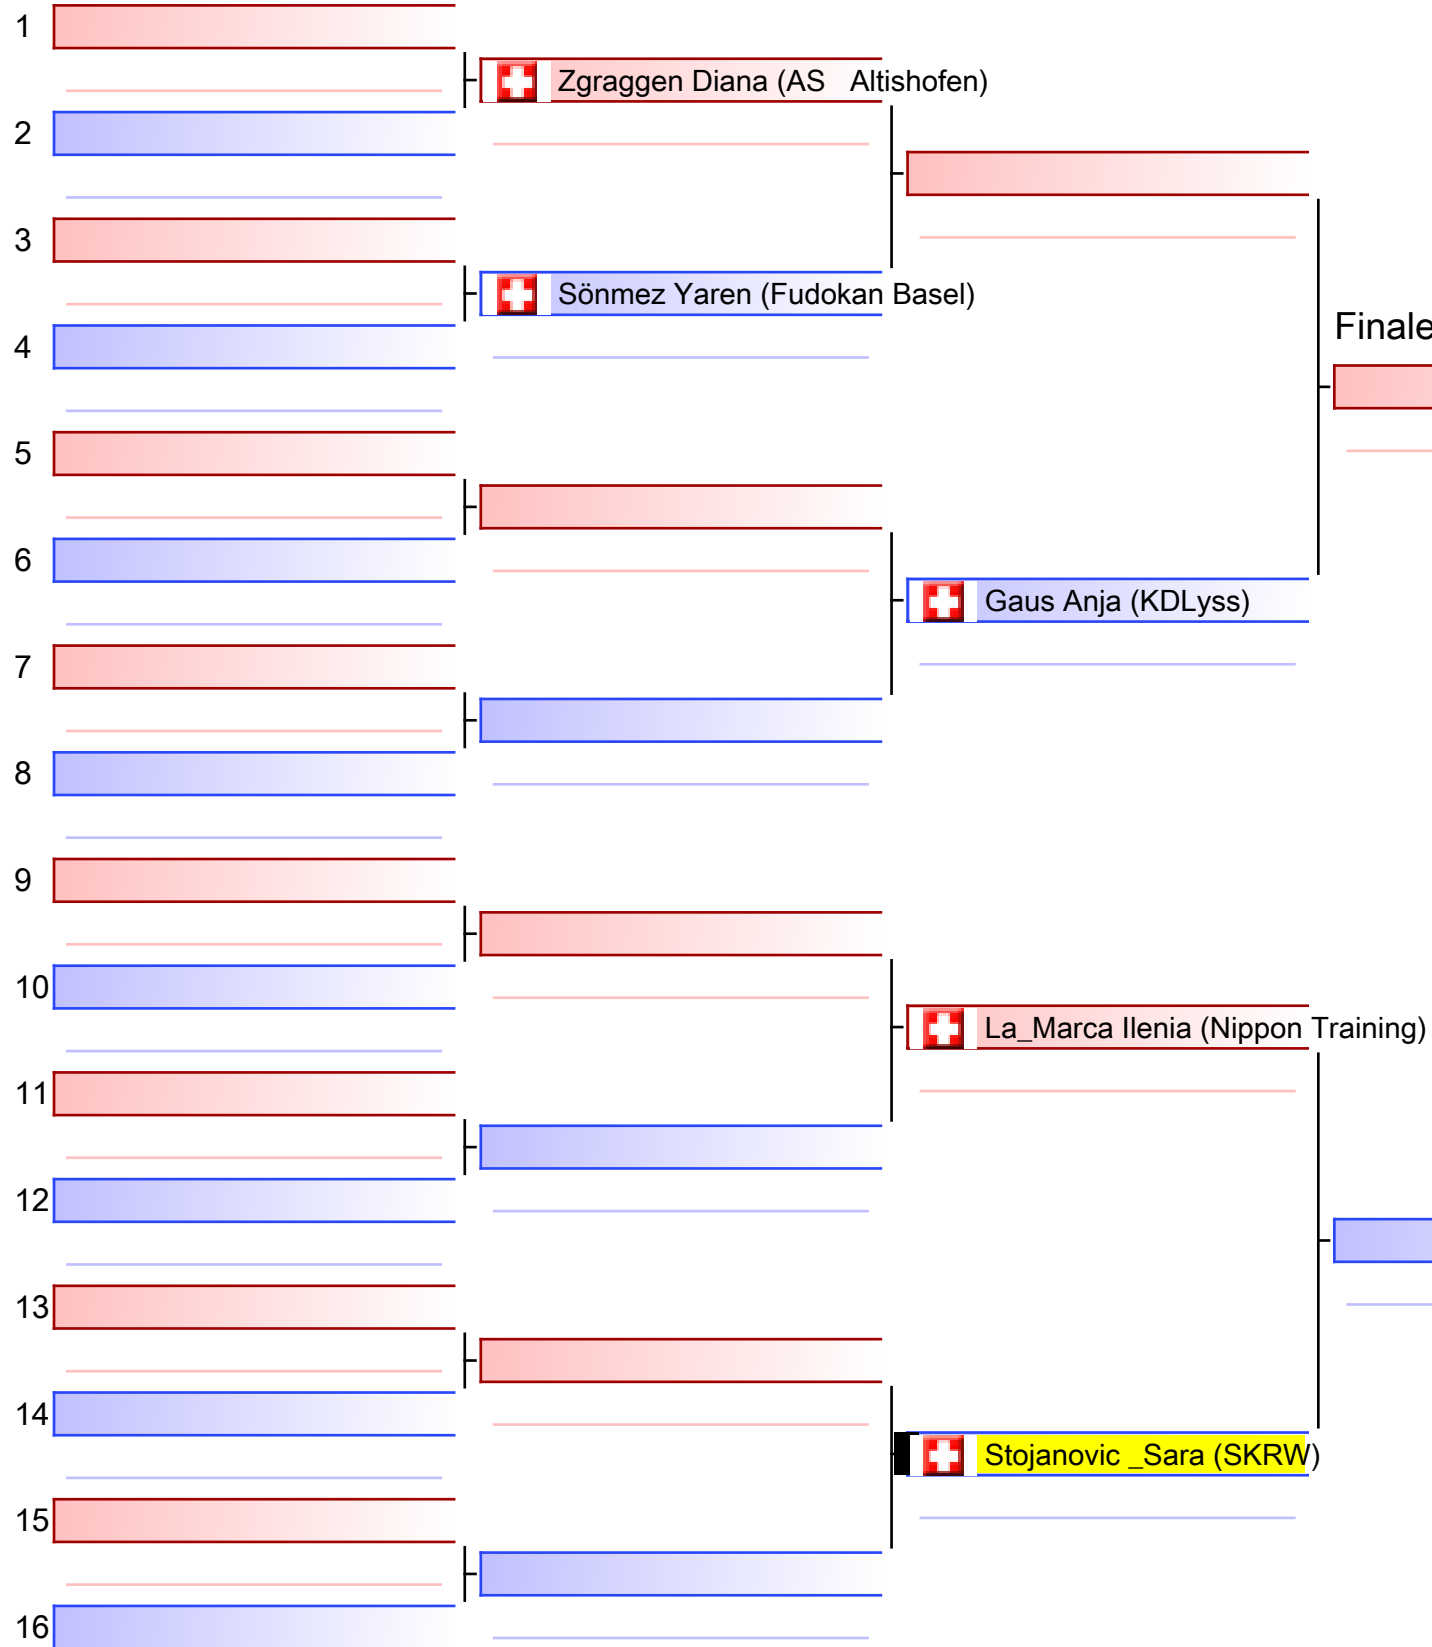 1
Zgraggen Diana (AS   Altishofen)
2
3
Sönmez Yaren (Fudokan Basel)
4
Finale
5
6
Gaus Anja (KDLyss)
7
8
9
10
La_Marca Ilenia (Nippon Training)
11
12
13
14
Stojanovic _Sara (SKRW)
15
16